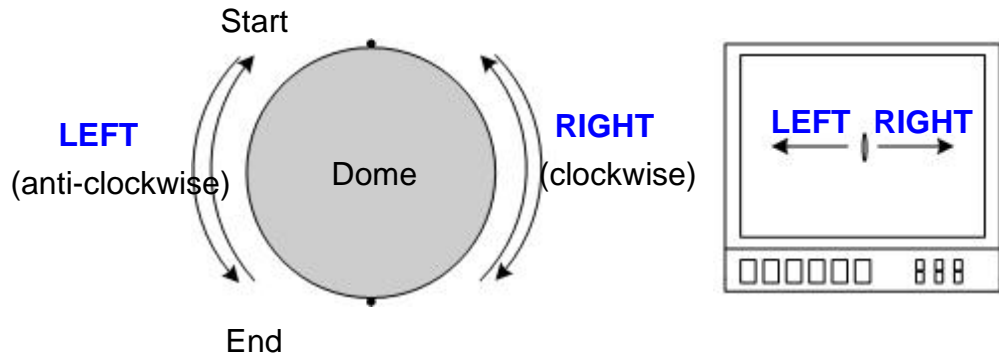 Start
LEFT
(anti-clockwise)
Dome
RIGHT
(clockwise)
End
LEFT RIGHT